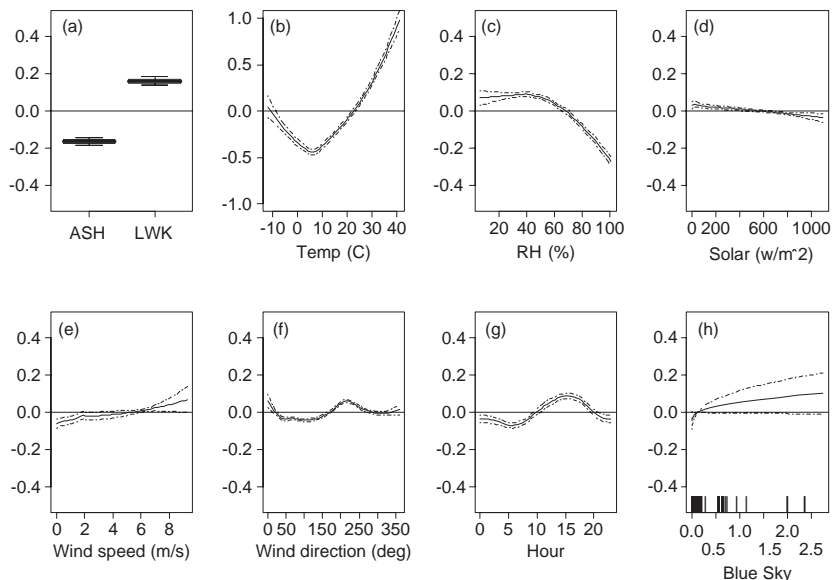 (a) (b) (c) (d)
0.4 0.2 0.0 -0.2 -0.4
ASH LWK
1.0 0.5 0.0 -0.5 -1.0
-10 0 10 20 30 40
Temp (C)
0.4 0.2 0.0 -0.2 -0.4
20 40 60 80 100
RH (%)
0.4 0.2 0.0 -0.2 -0.4
0 200 600 1000
Solar (w/m^2)
(e) (f) (g) (h)
0.4 0.2 0.0 -0.2 -0.4
0 2 4 6 8
Wind speed (m/s)
0.4 0.2 0.0 -0.2 -0.4
0 50 150 250 350
Wind direction (deg)
0.4 0.2 0.0 -0.2 -0.4
0 5 10 15 20
Hour
0.4 0.2 0.0 -0.2 -0.4
0.0 1.0 2.0
0.5 1.5 2.5
Blue Sky